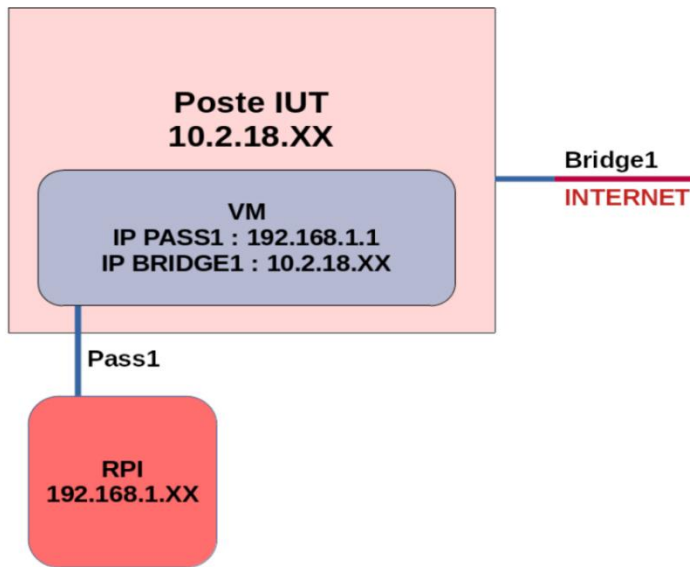 Poste IUT
10.2.18.XX
Bridge1
INTERNET
VM
IP PASS1 : 192.168.1.1
IP BRIDGE1 : 10.2.18.XX
Pass1
RPI
192.168.1.XX